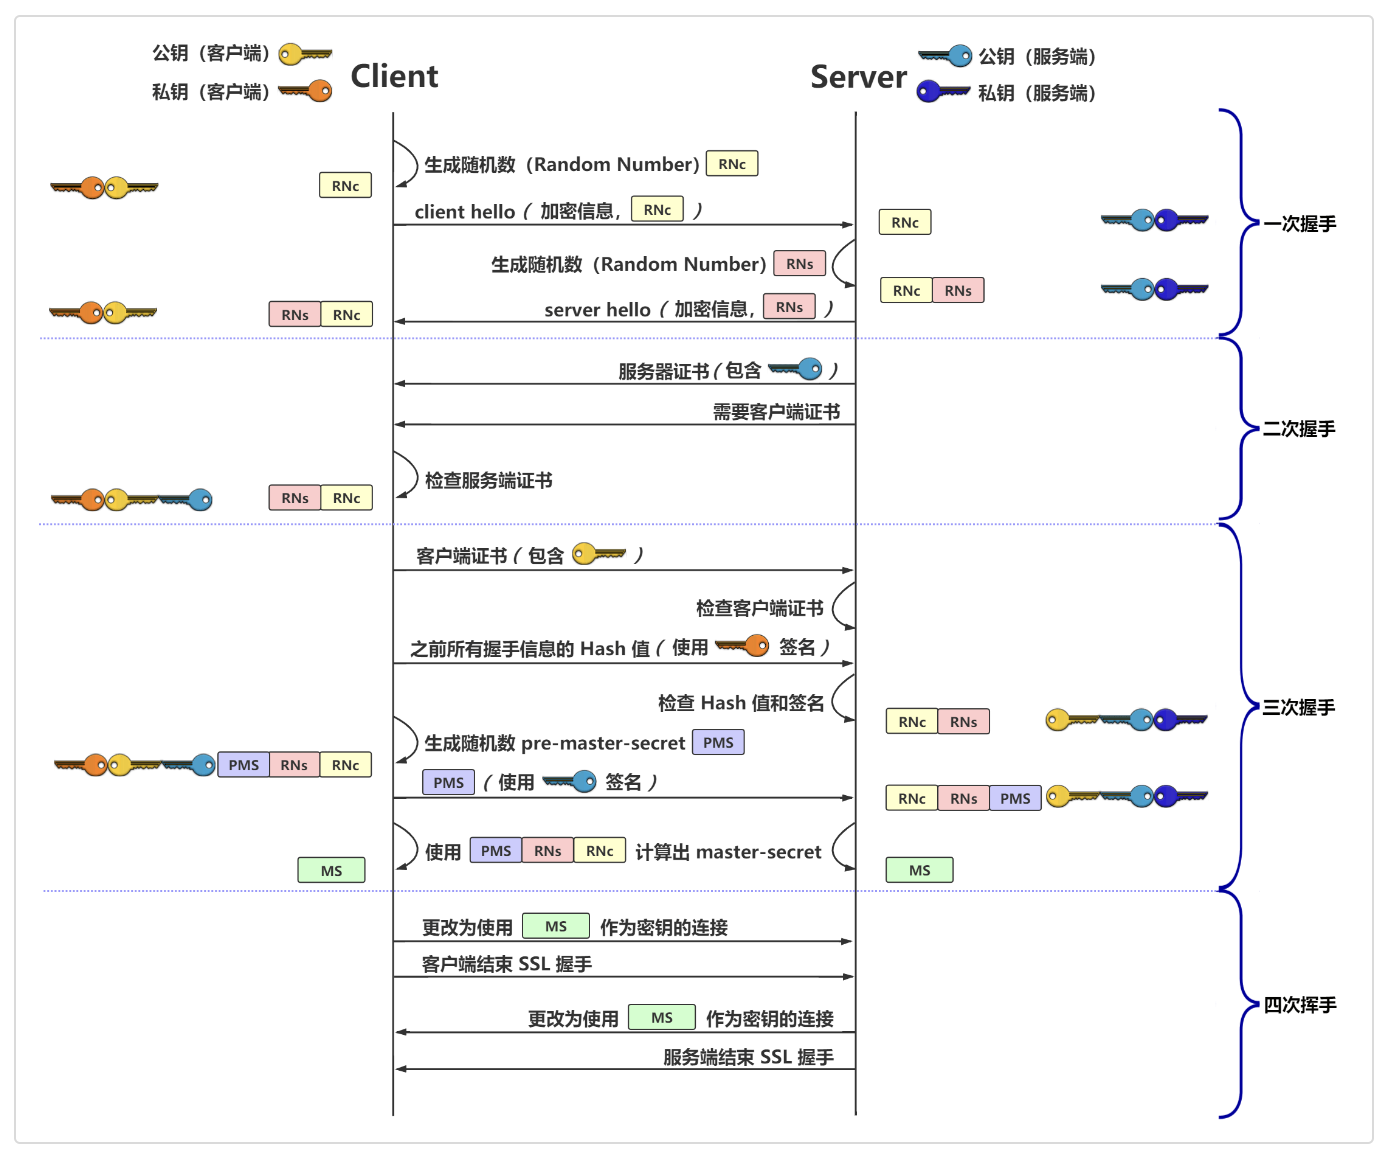 公钥（客户端）
私钥（客户端）
Client
Server
公钥（服务端）
私钥（服务端）
生成随机数（Random Number） RNc
RNc
client hello（ 加密信息， RNc ）
RNc
一次握手
生成随机数（Random Number） RNs
RNc RNs
RNs RNc
server hello（ 加密信息， RNs ）
服务器证书（包含 ）
需要客户端证书
二次握手
检查服务端证书
RNs RNc
客户端证书（ 包含 ）
检查客户端证书
之前所有握手信息的 Hash 值（ 使用 签名 ）
检查 Hash 值和签名
RNc RNs
三次握手
生成随机数 pre-master-secret PMS
PMS RNs RNc
PMS （ 使用 签名 ）
RNc RNs PMS
使用 PMS RNs RNc 计算出 master-secret
MS
MS
更改为使用 MS 作为密钥的连接
客户端结束 SSL 握手
四次挥手
更改为使用 MS 作为密钥的连接
服务端结束 SSL 握手